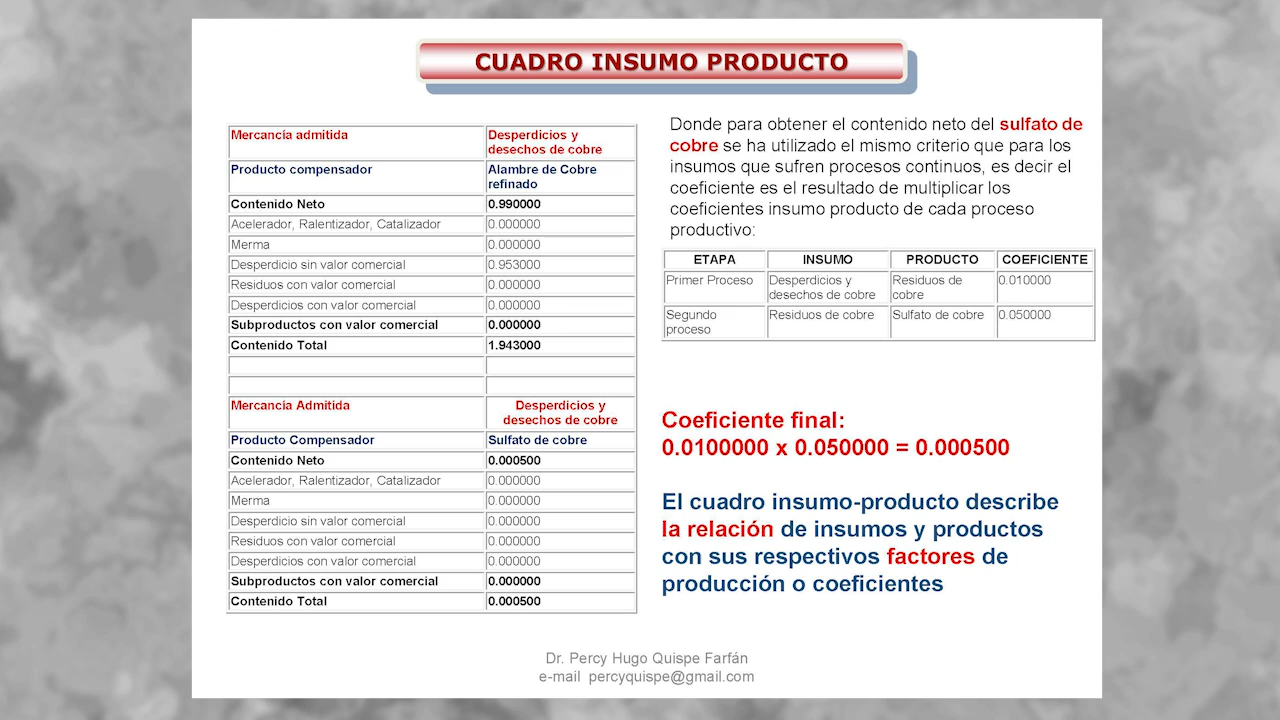 CUADRO INSUMO PRODUCTO
Mercancía admitida Desperdicios y
desechos de cobre
Producto compensador Alambre de Cobre
refinado
Contenido Neto 0.990000
Acelerador, Ralentizador, Catalizador 0.000000
Merma 0.000000
Desperdicio sin valor comercial 0.953000
Residuos con valor comercial 0.000000
Desperdicios con valor comercial 0.000000
Subproductos con valor comercial 0.000000
Contenido Total 1.943000
Mercancía Admitida Desperdicios y
desechos de cobre
Producto Compensador Sulfato de cobre
Contenido Neto 0.000500
Acelerador, Ralentizador, Catalizador 0.000000
Merma 0.000000
Desperdicio sin valor comercial 0.000000
Residuos con valor comercial 0.000000
Desperdicios con valor comercial 0.000000
Subproductos con valor comercial 0.000000
Contenido Total 0.000500
Donde para obtener el contenido neto del sulfato de
cobre se ha utilizado el mismo criterio que para los
insumos que sufren procesos continuos, es decir el
coeficiente es el resultado de multiplicar los
coeficientes insumo producto de cada proceso
productivo:
ETAPA INSUMO PRODUCTO COEFICIENTE
Primer Proceso Desperdicios y Residuos de 0.010000
desechos de cobre cobre
Segundo Residuos de cobre Sulfato de cobre 0.050000
proceso
Coeficiente final:
0.0100000 x 0.050000 = 0.000500
El cuadro insumo-producto describe
la relación de insumos y productos
con sus respectivos factores de
producción o coeficientes
Dr. Percy Hugo Quispe Farfán
e-mail percyquispe@gmail.com